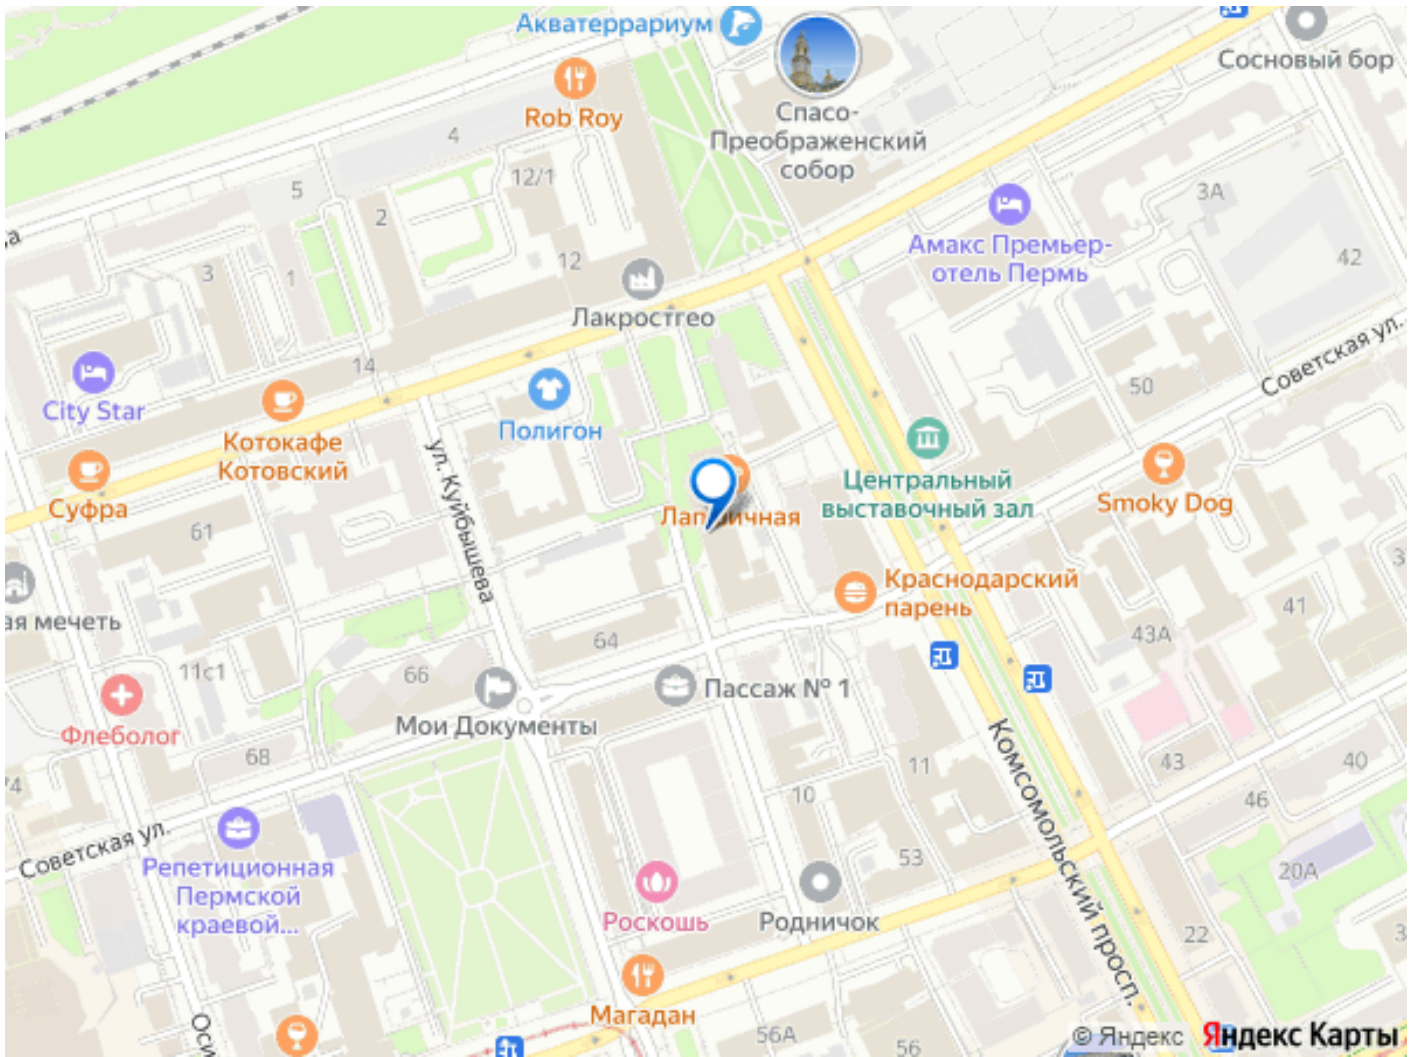 Акватеррариум
Сосновый бор
Rob Roy
Спасо-
Преображенский
собор
4
12/1
5
2
3А
Амакс Премьер-
отель Пермь
12
3
1
42
Лакростгео
14
Советская ул.
City Star
50
Полигон
Котокафе
Котовский
ул. Куйбышева
Центральный
выставочный зал
Суфра
Smoky Dog
61
Краснодарский
парень
ая мечеть
64
41
43А
11с1
66
Пассаж № 1
Мои Документы
Флеболог
68
11
43
40
10
46
Комсомольский просп.
Советская ул.
Репетиционная
Пермской
краевой...
53
20А
Роскошь
Родничок
22
Магадан
56А
56
© Яндекс
Яндекс Карты